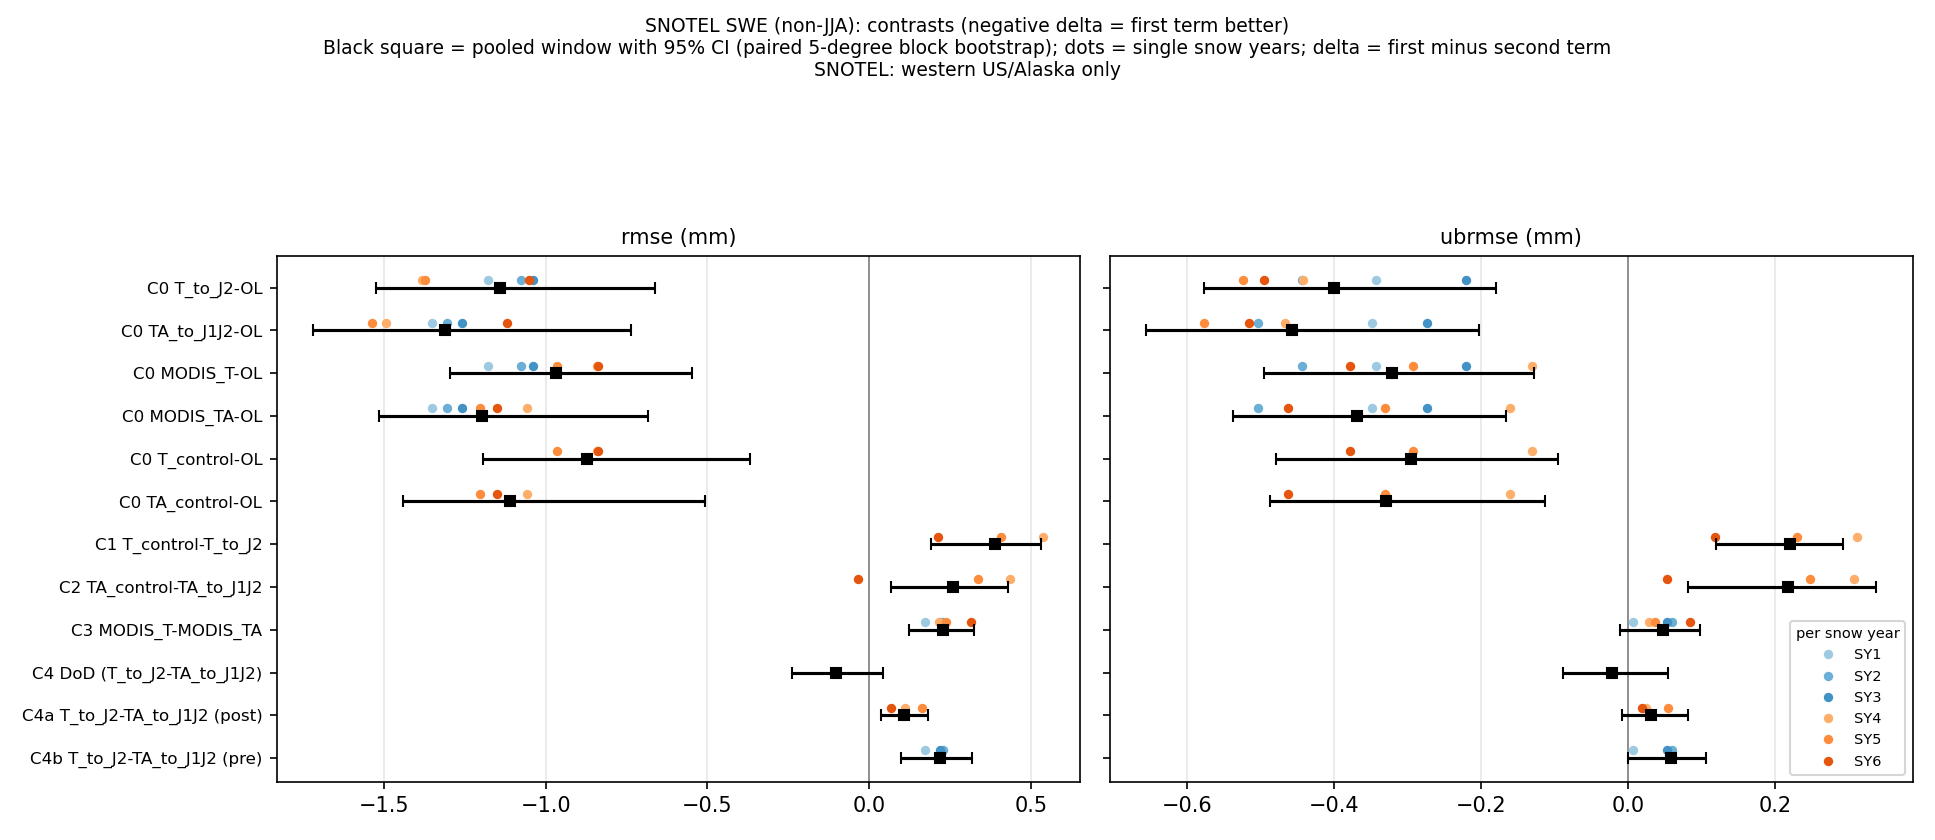 SNOTEL SWE (non-JJA): contrasts (negative delta = first term better)
Black square = pooled window with 95% CI (paired 5-degree block bootstrap); dots = single snow years; delta = first minus second term
SNOTEL: western US/Alaska only
rmse (mm)
ubrmse (mm)
C0 T_to_J2-OL
C0 TA_to_J1J2-OL
C0 MODIS_T-OL
C0 MODIS_TA-OL
C0 T_control-OL
C0 TA_control-OL
C1 T_control-T_to_J2
C2 TA_control-TA_to_J1J2
C3 MODIS_T-MODIS_TA
C4 DoD (T_to_J2-TA_to_J1J2)
C4a T_to_J2-TA_to_J1J2 (post)
C4b T_to_J2-TA_to_J1J2 (pre)
per snow year
SY1
SY2
SY3
SY4
SY5
SY6
−1.5 −1.0 −0.5 0.0 0.5
−0.6 −0.4 −0.2 0.0 0.2